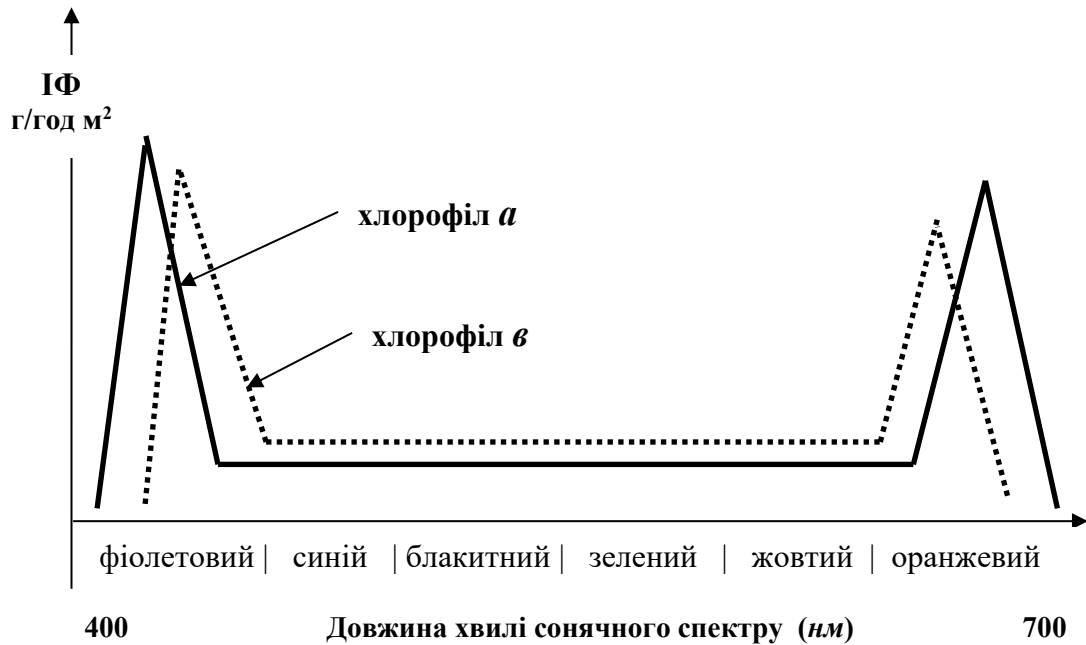 ІФ
г/год м²
хлорофіл а
хлорофіл в
фіолетовий | синій | блакитний | зелений | жовтий | оранжевий
400 Довжина хвилі сонячного спектру (нм) 700